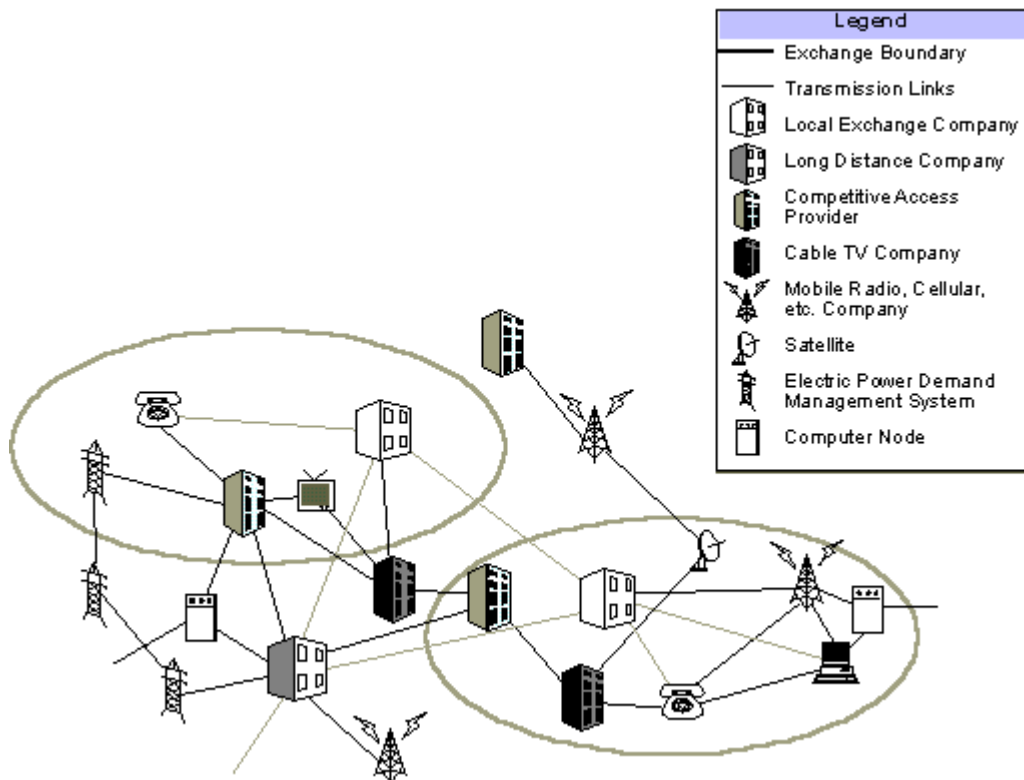 Legend
Exchange Boundary
Transmission Links
Local Exchange Company
Long Distance Company
Competitive Access
Provider
Cable TV Company
Mobile Radio, Cellular,
etc. Company
Satellite
Electric Power Demand
Management System
Computer Node